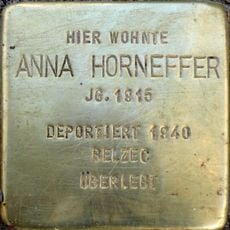 HIER WOHNTE
ANNA HORNEFFER
JG. 1915
DEPORTIERT 1940
BELZEC
ÜBERLEBT